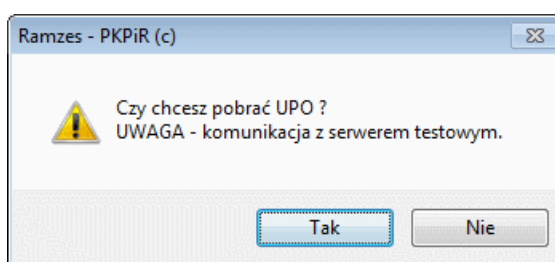 Ramzes - PKPiR (c)
Czy chcesz pobrać UPO ?
UWAGA - komunikacja z serwerem testowym.
Tak
Nie